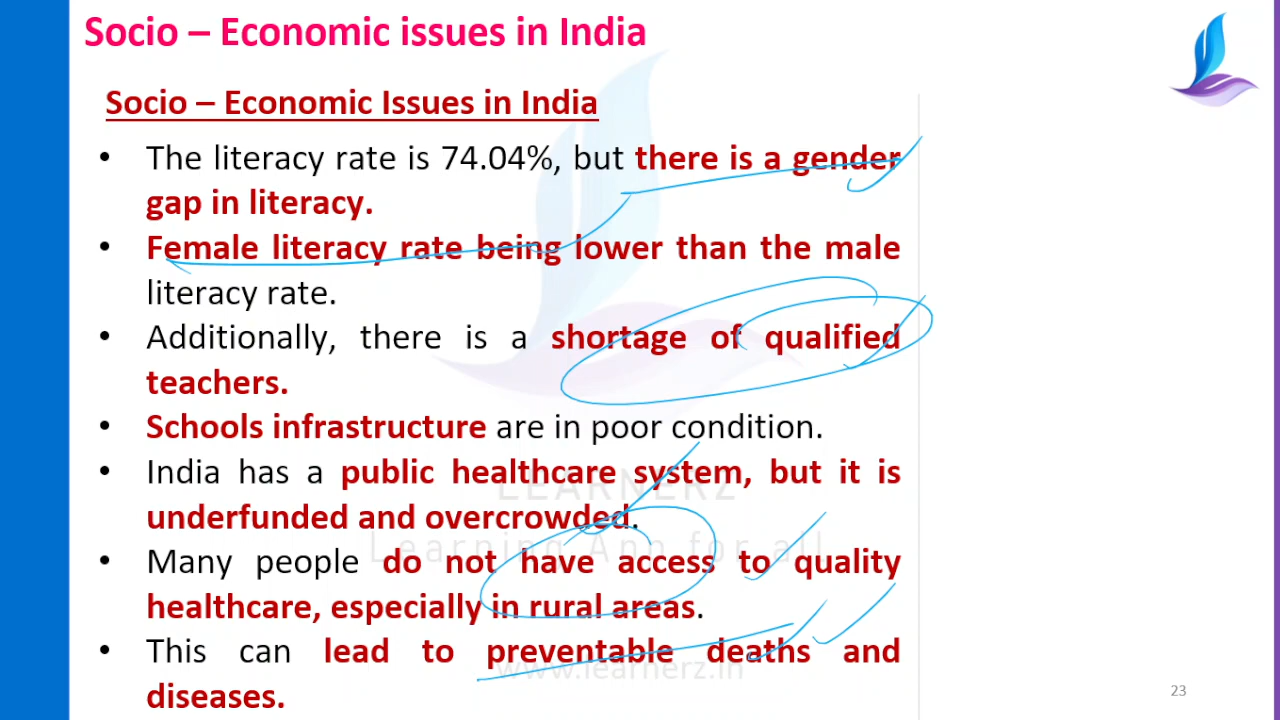 Socio – Economic issues in India
Socio – Economic Issues in India
• The literacy rate is 74.04%, but there is a gender
gap in literacy.
• Female literacy rate being lower than the male
literacy rate.
• Additionally, there is a shortage of qualified
teachers.
• Schools infrastructure are in poor condition.
• India has a public healthcare system, but it is
underfunded and overcrowded.
• Many people do not have access to quality
healthcare, especially in rural areas.
• This can lead to preventable deaths and
diseases.
LEARNERZ
Learning App for all
www.learnerz.in
23